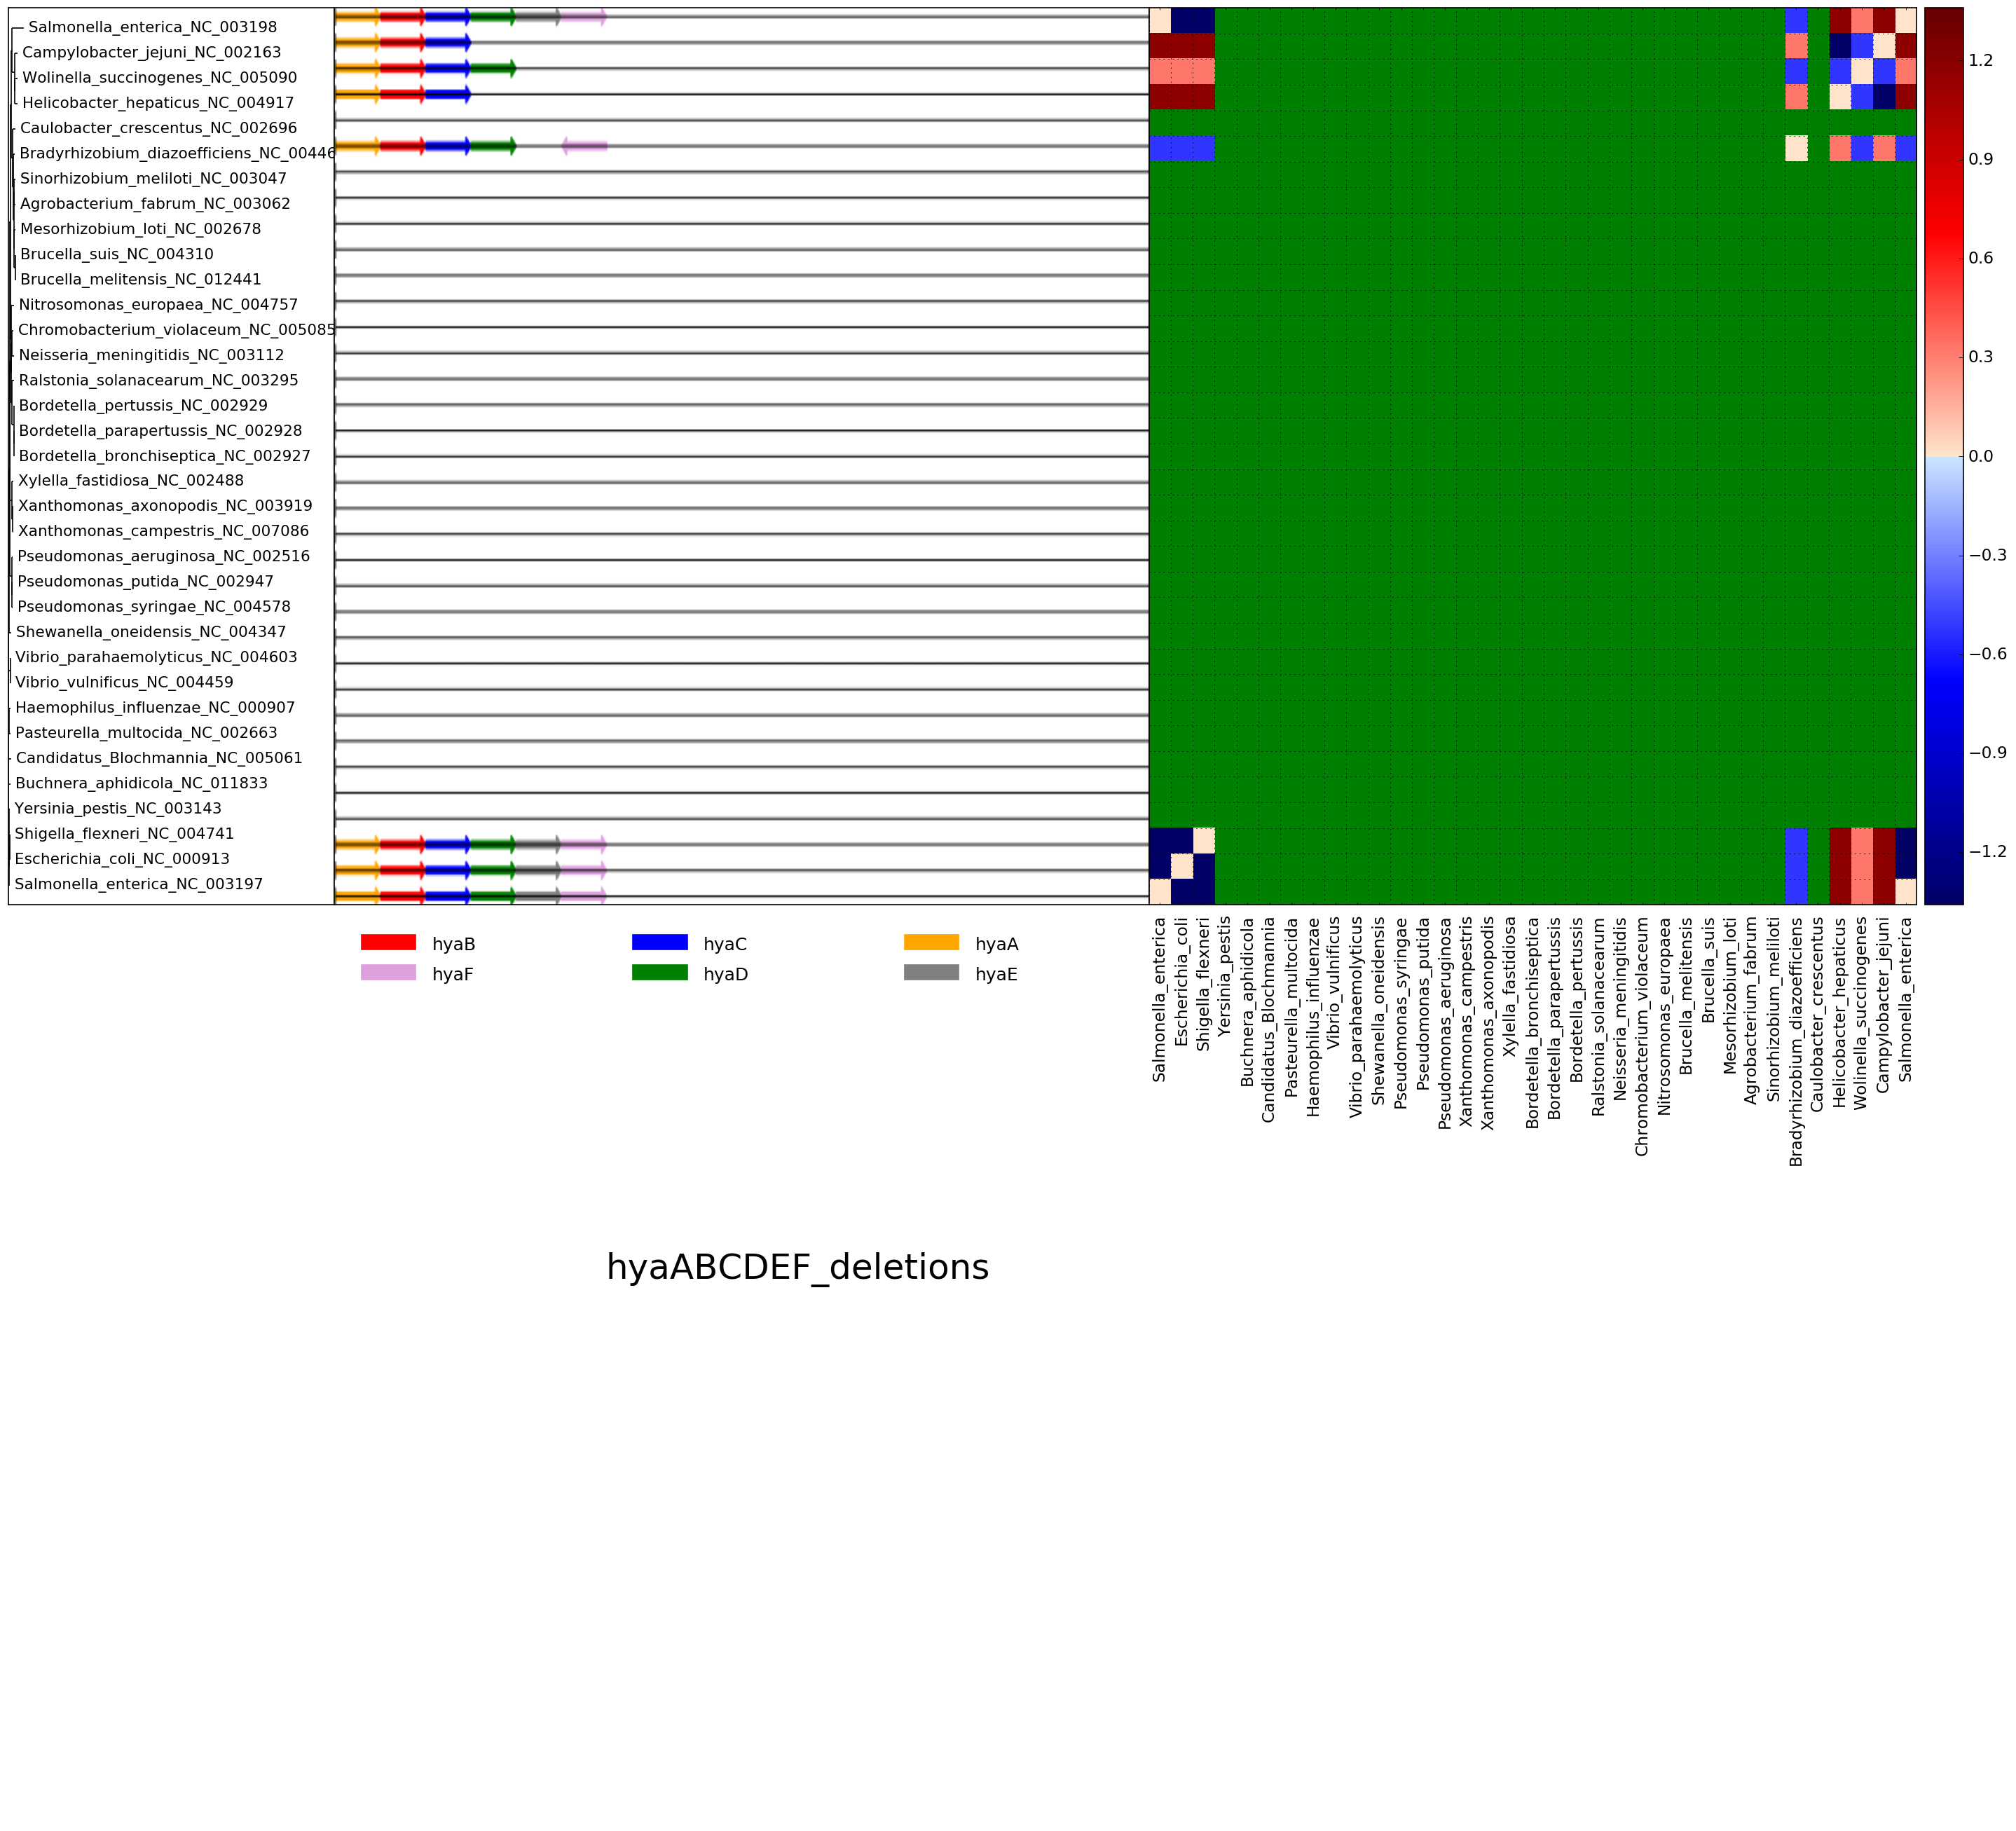 Salmonella_enterica_NC_003198
Campylobacter_jejuni_NC_002163
Wolinella_succinogenes_NC_005090
Helicobacter_hepaticus_NC_004917
Caulobacter_crescentus_NC_002696
Bradyrhizobium_diazoefficiens_NC_00446
Sinorhizobium_meliloti_NC_003047
Agrobacterium_fabrum_NC_003062
Mesorhizobium_loti_NC_002678
Brucella_suis_NC_004310
Brucella_melitensis_NC_012441
Nitrosomonas_europaea_NC_004757
Chromobacterium_violaceum_NC_005085
Neisseria_meningitidis_NC_003112
Ralstonia_solanacearum_NC_003295
Bordetella_pertussis_NC_002929
Bordetella_parapertussis_NC_002928
Bordetella_bronchiseptica_NC_002927
Xylella_fastidiosa_NC_002488
Xanthomonas_axonopodis_NC_003919
Xanthomonas_campestris_NC_007086
Pseudomonas_aeruginosa_NC_002516
Pseudomonas_putida_NC_002947
Pseudomonas_syringae_NC_004578
Shewanella_oneidensis_NC_004347
Vibrio_parahaemolyticus_NC_004603
Vibrio_vulnificus_NC_004459
Haemophilus_influenzae_NC_000907
Pasteurella_multocida_NC_002663
Candidatus_Blochmannia_NC_005061
Buchnera_aphidicola_NC_011833
Yersinia_pestis_NC_003143
Shigella_flexneri_NC_004741
Escherichia_coli_NC_000913
Salmonella_enterica_NC_003197
1.2
0.9
0.6
0.3
0.0
−0.3
−0.6
−0.9
−1.2
Salmonella_enterica
Escherichia_coli
Shigella_flexneri
Yersinia_pestis
Buchnera_aphidicola
Candidatus_Blochmannia
Pasteurella_multocida
Haemophilus_influenzae
Vibrio_vulnificus
Vibrio_parahaemolyticus
Shewanella_oneidensis
Pseudomonas_syringae
Pseudomonas_putida
Pseudomonas_aeruginosa
Xanthomonas_campestris
Xanthomonas_axonopodis
Xylella_fastidiosa
Bordetella_bronchiseptica
Bordetella_parapertussis
Bordetella_pertussis
Ralstonia_solanacearum
Neisseria_meningitidis
Chromobacterium_violaceum
Nitrosomonas_europaea
Brucella_melitensis
Brucella_suis
Mesorhizobium_loti
Agrobacterium_fabrum
Sinorhizobium_meliloti
Bradyrhizobium_diazoefficiens
Caulobacter_crescentus
Helicobacter_hepaticus
Wolinella_succinogenes
Campylobacter_jejuni
Salmonella_enterica
hyaB hyaC hyaA
hyaF hyaD hyaE
hyaABCDEF_deletions